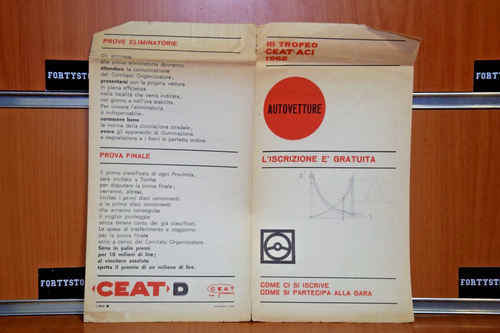 PROVE ELIMINATORIE
gli ammessi
alle prove eliminatorie dovranno:
attendere la comunicazione
del Comitato Organizzatore;
presentarsi con la propria vettura
in piena efficienza
nella località che verrà indicata,
nel giorno e nell'ora stabilite.
Per vincere l'eliminatoria
è indispensabile:
conoscere bene
le norme della circolazione stradale;
avere gli apparecchi di illuminazione
e segnalazione e i freni in perfetto ordine.
PROVA FINALE
Il primo classificato di ogni Provincia,
sarà invitato a Torino
per disputare la prova finale;
verranno, altresì,
invitati i primi dieci concorrenti
e le prime dieci concorrenti
che avranno conseguito
il miglior punteggio
senza tenere conto dei già classificati.
Le spese di trasferimento e soggiorno
per la prova finale
sono a carico del Comitato Organizzatore.
Sono in palio premi
per 10 milioni di lire;
al vincitore assoluto
spetta il premio di un milione di lire.
CEAT D
CEAT
III TROFEO
CEAT-ACI
1962
AUTOVETTURE
L'ISCRIZIONE E' GRATUITA
COME CI SI ISCRIVE
COME SI PARTECIPA ALLA GARA
FORTYSTO
FORTYSTO
FORTYSTO
FORTYSTO